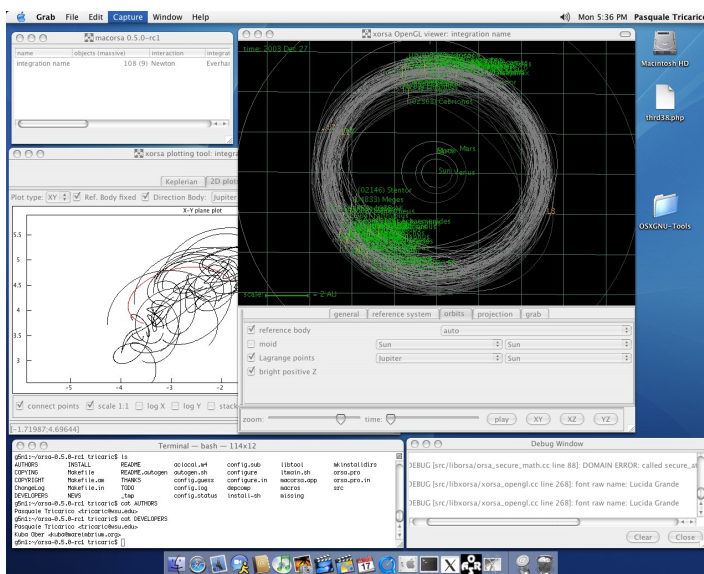 Grab File Edit Capture Window Help
Mon 5:36 PM Pasquale Tricarico
macorsa 0.5.0-rc1
name objects (massive) interaction integrat
integration name 108 (9) Newton Everhar
xorsa OpenGL viewer: integration name
time: 2003 Dec 27
Cebriones
Mars
Sun Venus
(02146) Stentor
(04833) Meges
L3
scale: = 2 AU
Macintosh HD
thrd38.php
OSXGNU-Tools
xorsa plotting tool: integra
Keplerian 2D plot
Plot type: XY Ref. Body fixed Direction Body: Jupiter
X-Y plane plot
5.5
5
4.5
4
3.5
3
-5 -4 -3 -2
connect points scale 1:1 log X log Y stack
[-1.71987;4.69644]
general reference system orbits projection grab
reference body auto
moid Sun Sun
Lagrange points Jupiter Sun
bright positive Z
zoom: time: play XY XZ YZ
Terminal — bash — 114x12
g5n1:~/orsa-0.5.0-rc1 tricaric$ ls
AUTHORS INSTALL README aclocal.m4 config.sub libtool mkinstalldirs
COPYING Makefile README.autogen autogen.sh configure ltmain.sh orsa.pro
COPYRIGHT Makefile.am THANKS config.guess configure.in macorsa.app orsa.pro.in
ChangeLog Makefile.in TODO config.log depcomp macros src
DEVELOPERS NEWS _tmp config.status install-sh missing
g5n1:~/orsa-0.5.0-rc1 tricaric$ cat AUTHORS
Pasquale Tricarico <tricaric@wsu.edu>
g5n1:~/orsa-0.5.0-rc1 tricaric$ cat DEVELOPERS
Pasquale Tricarico <tricaric@wsu.edu>
Kuba Ober <kuba@mareimbrium.org>
g5n1:~/orsa-0.5.0-rc1 tricaric$
Debug Window
DEBUG [src/liborsa/orsa_secure_math.cc line 88]: DOMAIN ERROR: called secure_at
DEBUG [src/libxorsa/xorsa_opengl.cc line 268]: font raw name: Lucida Grande
DEBUG [src/libxorsa/xorsa_opengl.cc line 268]: font raw name: Lucida Grande
Clear Close
17